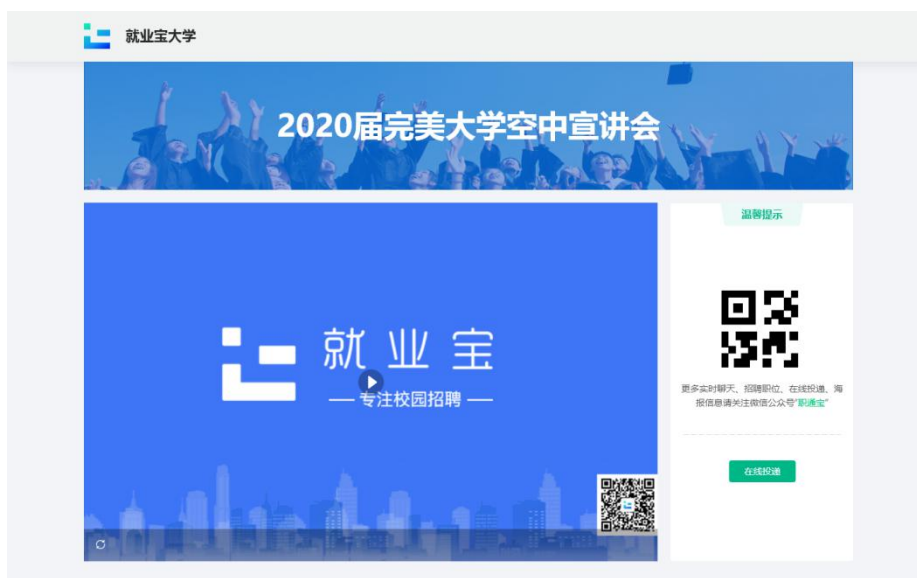 就业宝大学
2020届完美大学空中宣讲会
就业宝
专注校园招聘
温馨提示
更多实时聊天、招聘职位、在线投递、海
报信息请关注微信公众号“职通宝”
在线投递